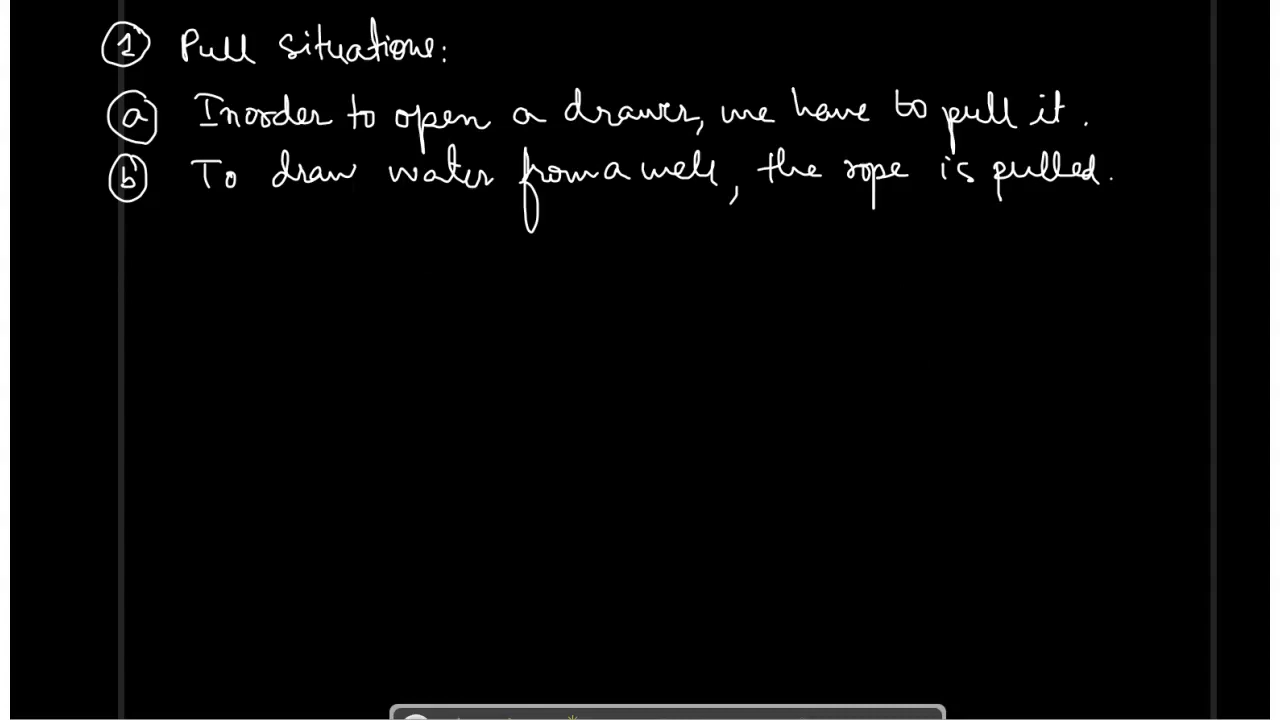 1 Pull situations:
a Inorder to open a drawer, we have to pull it.
b To draw water from a well, the rope is pulled.